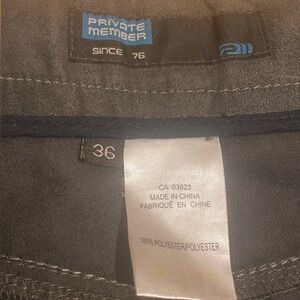 PRIVATE
MEMBER
SINCE 76
36
CA 03623
MADE IN CHINA
FABRIQUÉ EN CHINE
100% POLYESTER/POLYESTER